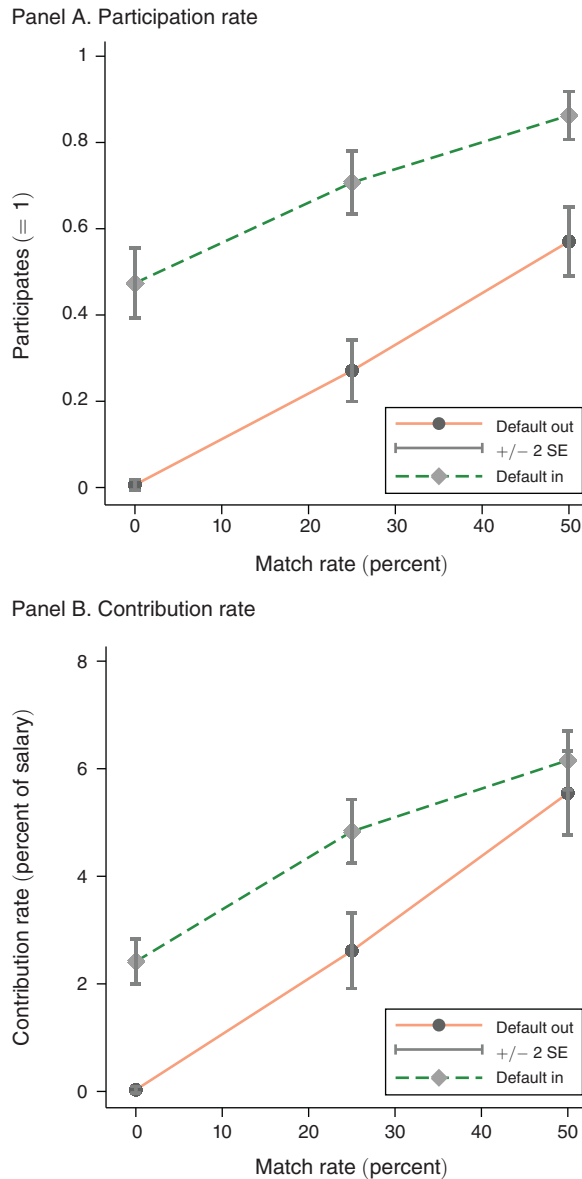 Panel A. Participation rate
1
0.8
0.6
0.4
0.2
0
Participates (= 1)
Default out
+/− 2 SE
Default in
0 10 20 30 40 50
Match rate (percent)
Panel B. Contribution rate
8
6
4
2
0
Contribution rate (percent of salary)
Default out
+/− 2 SE
Default in
0 10 20 30 40 50
Match rate (percent)